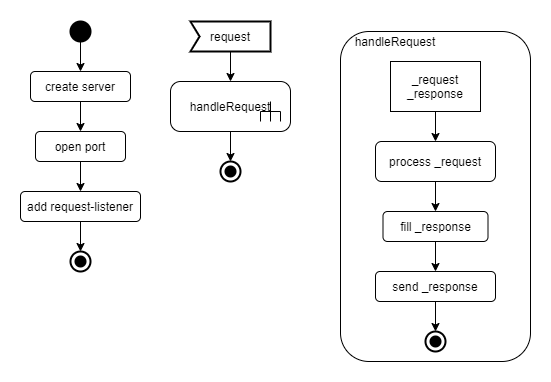 create server
open port
add request-listener
request
handleRequest
handleRequest
_request
_response
process _request
fill _response
send _response